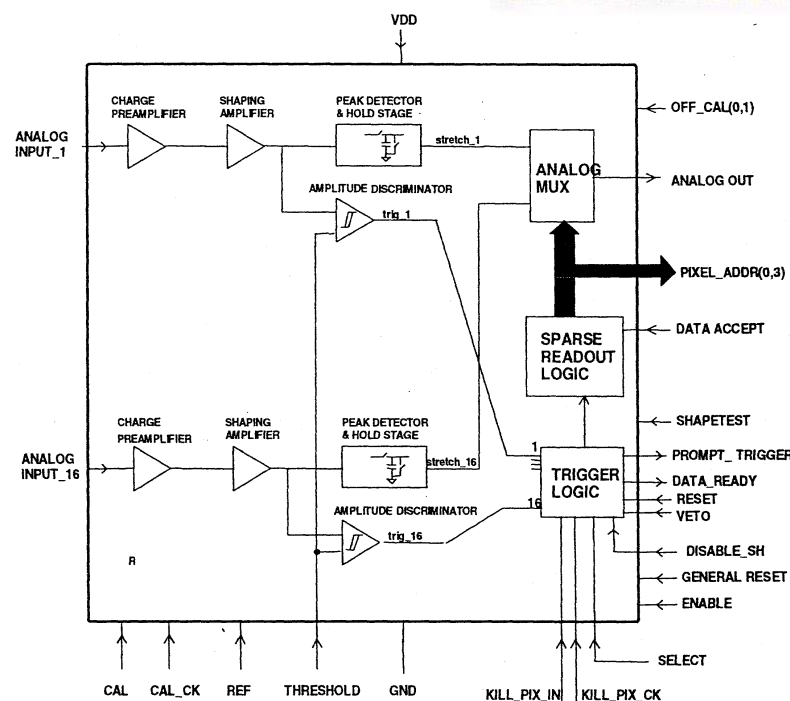 VDD
CHARGE
PREAMPLIFIER
SHAPING
AMPLIFIER
PEAK DETECTOR
& HOLD STAGE
OFF_CAL(0,1)
ANALOG
INPUT_1
stretch_1
ANALOG
MUX
ANALOG OUT
AMPLITUDE DISCRIMINATOR
trig_1
PIXEL_ADDR(0,3)
SPARSE
READOUT
LOGIC
DATA ACCEPT
CHARGE
PREAMPLIFIER
SHAPING
AMPLIFIER
PEAK DETECTOR
& HOLD STAGE
SHAPETEST
ANALOG
INPUT_16
stretch_16
1
TRIGGER
LOGIC
16
PROMPT_ TRIGGER
DATA_READY
RESET
VETO
AMPLITUDE DISCRIMINATOR
trig_16
DISABLE_SH
R
GENERAL RESET
ENABLE
SELECT
CAL
CAL_CK
REF
THRESHOLD
GND
KILL_PIX_IN
KILL_PIX_CK